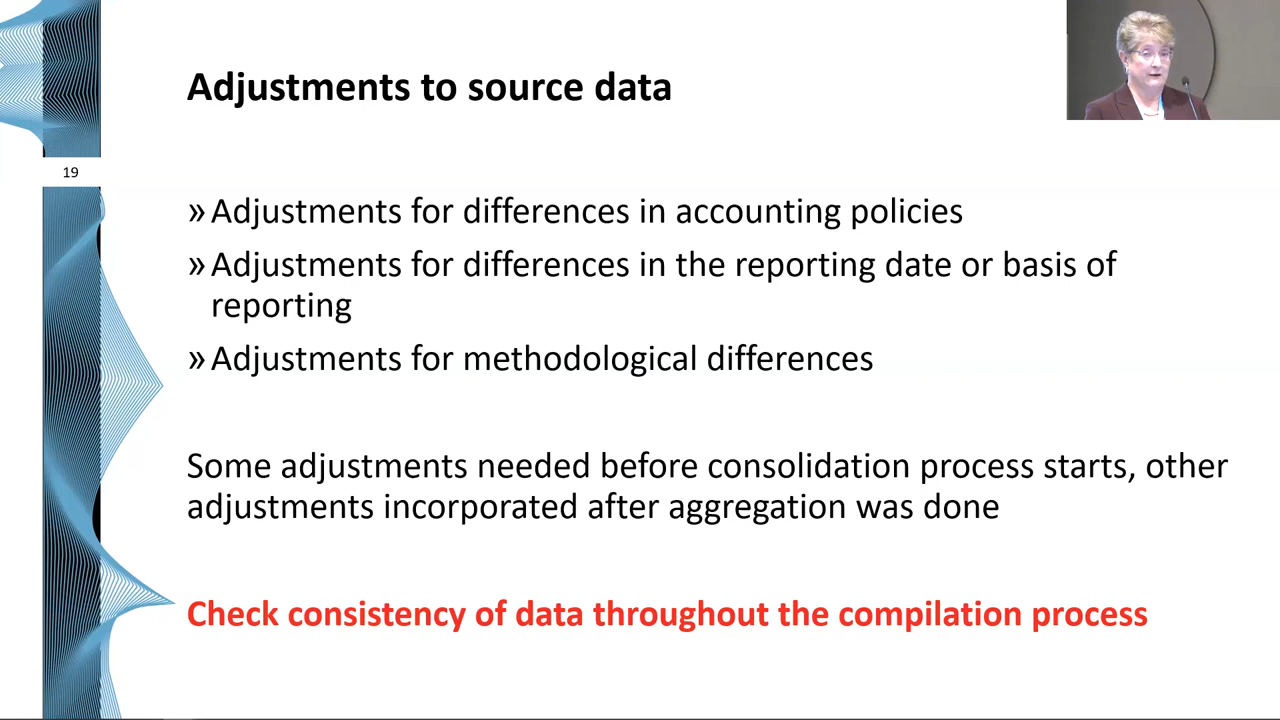 Adjustments to source data
19
» Adjustments for differences in accounting policies
» Adjustments for differences in the reporting date or basis of
reporting
» Adjustments for methodological differences
Some adjustments needed before consolidation process starts, other
adjustments incorporated after aggregation was done
Check consistency of data throughout the compilation process